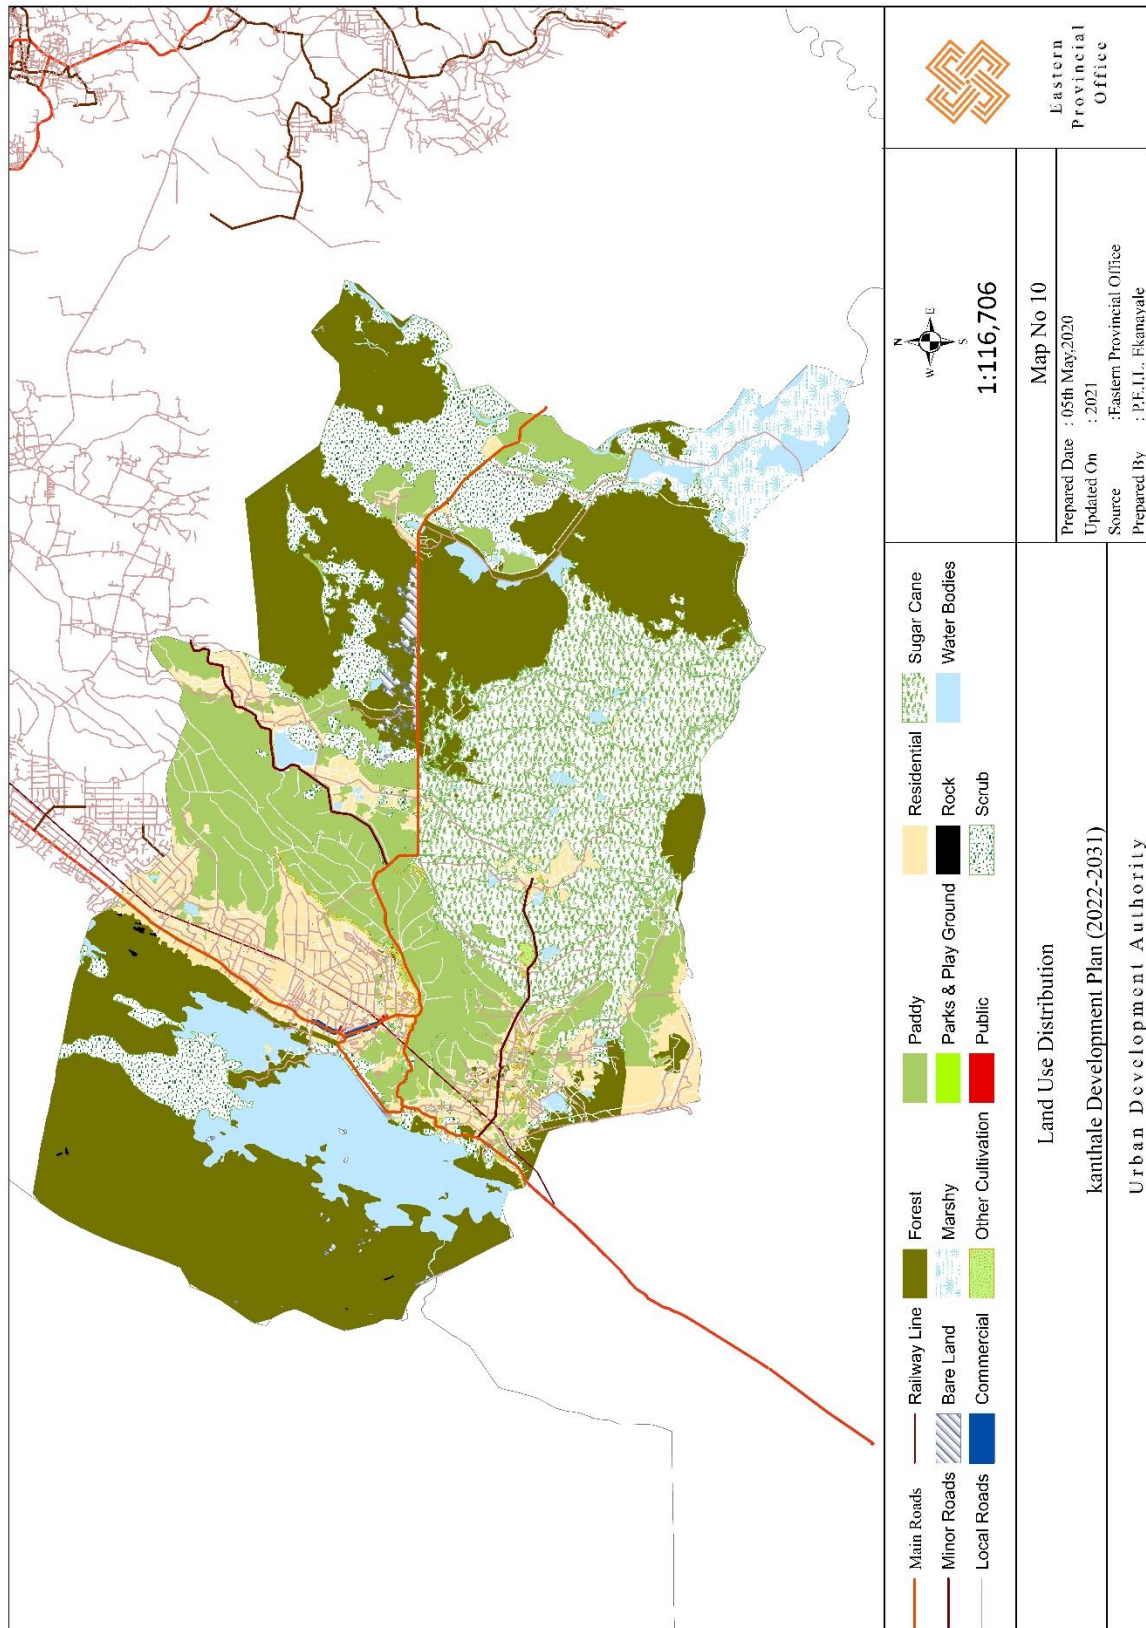 Main Roads
Minor Roads
Local Roads
Railway Line
Bare Land
Commercial
Forest
Marshy
Other Cultivation
Paddy
Parks & Play Ground
Public
Residential
Rock
Scrub
Sugar Cane
Water Bodies
Land Use Distribution
kanthale Development Plan (2022-2031)
Urban Development Authority
N
W
E
S
1:116,706
Map No 10
Prepared Date : 05th May,2020
Updated On : 2021
Source :Eastern Provincial Office
Prepared By
Eastern
Provincial
Office